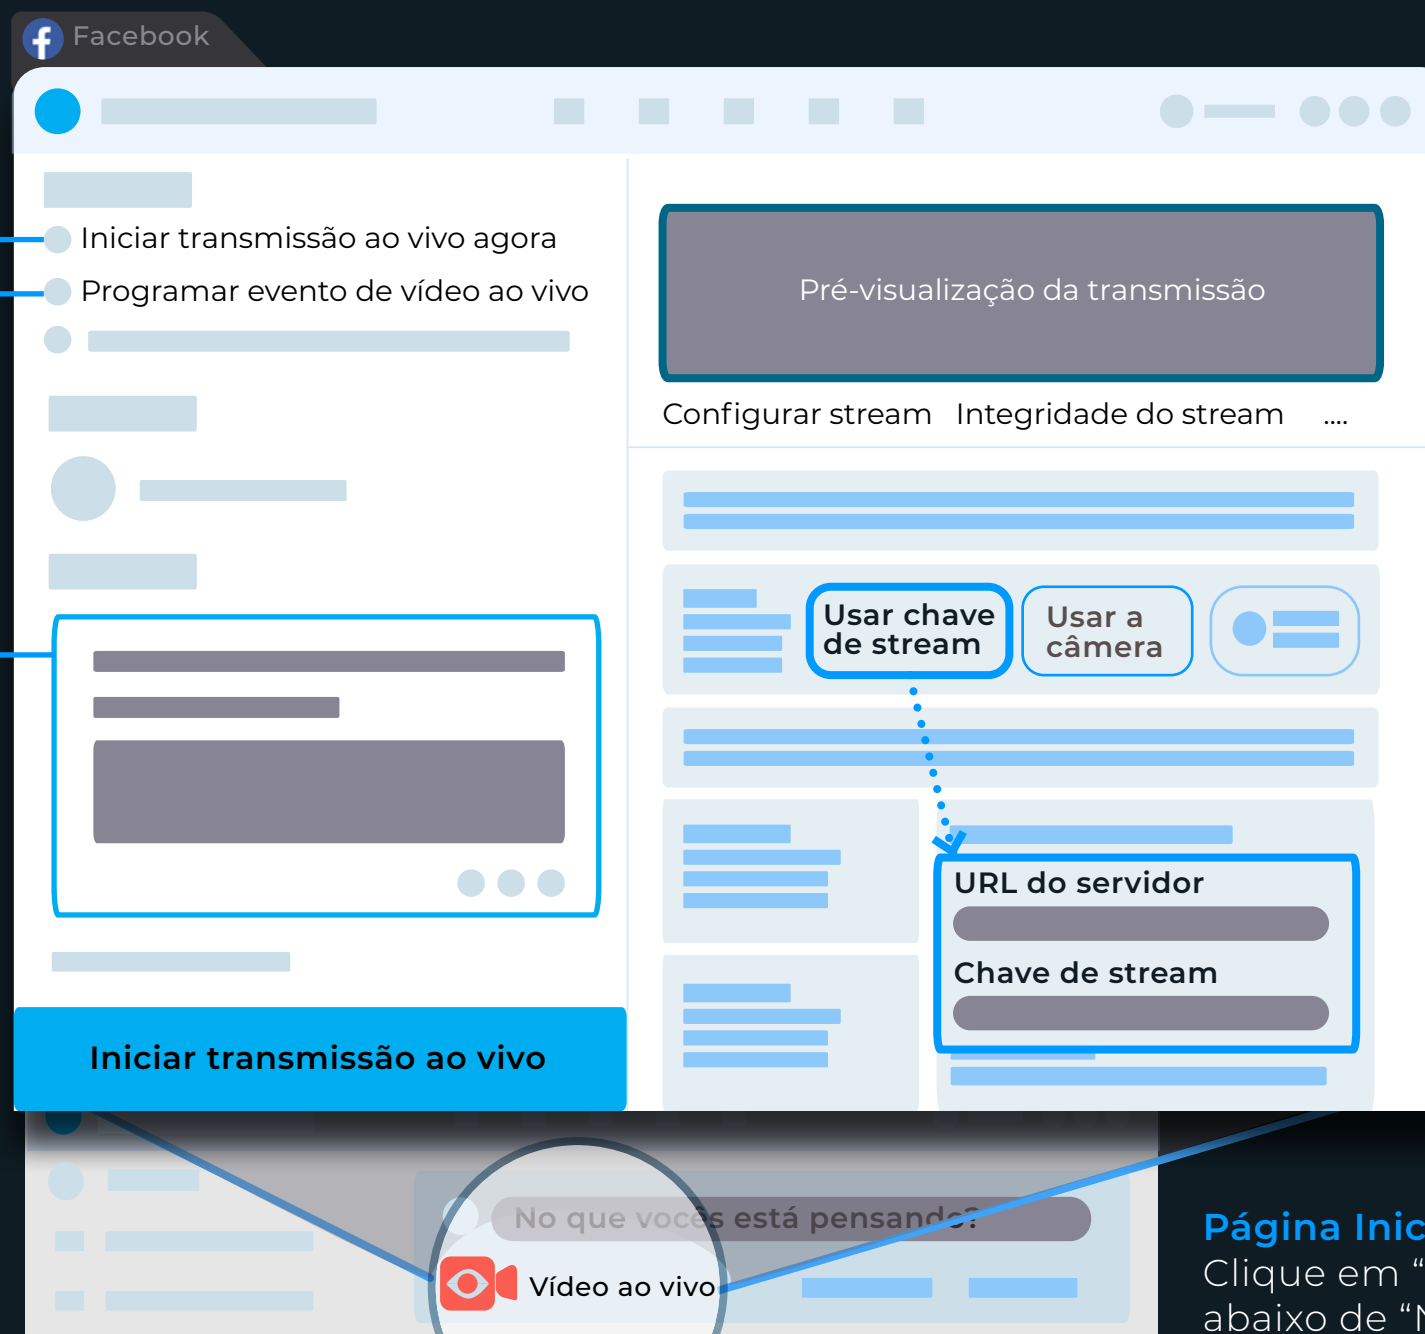 Facebook
Iniciar transmissão ao vivo agora
Programar evento de vídeo ao vivo
Pré-visualização da transmissão
Configurar stream Integridade do stream ....
Usar chave
de stream
Usar a
câmera
URL do servidor
Chave de stream
Iniciar transmissão ao vivo
No que vocês está pensando?
Vídeo ao vivo
Página Inic
Clique em “
abaixo de “N